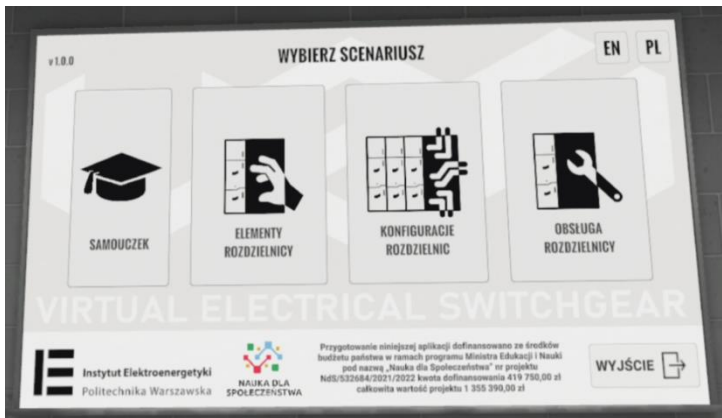 v 1.0.0
WYBIERZ SCENARIUSZ
EN PL
SAMOUCZEK
ELEMENTY
ROZDZIELNICY
KONFIGURACJE
ROZDZIELNIC
OBSŁUGA
ROZDZIELNICY
VIRTUAL ELECTRICAL SWITCHGEAR
Instytut Elektroenergetyki
Politechnika Warszawska
NAUKA DLA
SPOŁECZEŃSTWA
Przygotowanie niniejszej aplikacji dofinansowano ze środków
budżetu państwa w ramach programu Ministra Edukacji i Nauki
pod nazwą „Nauka dla Społeczeństwa” nr projektu
NdS/532684/2021/2022 kwota dofinansowania 419 750,00 zł
całkowita wartość projektu 1 355 390,00 zł
WYJŚCIE